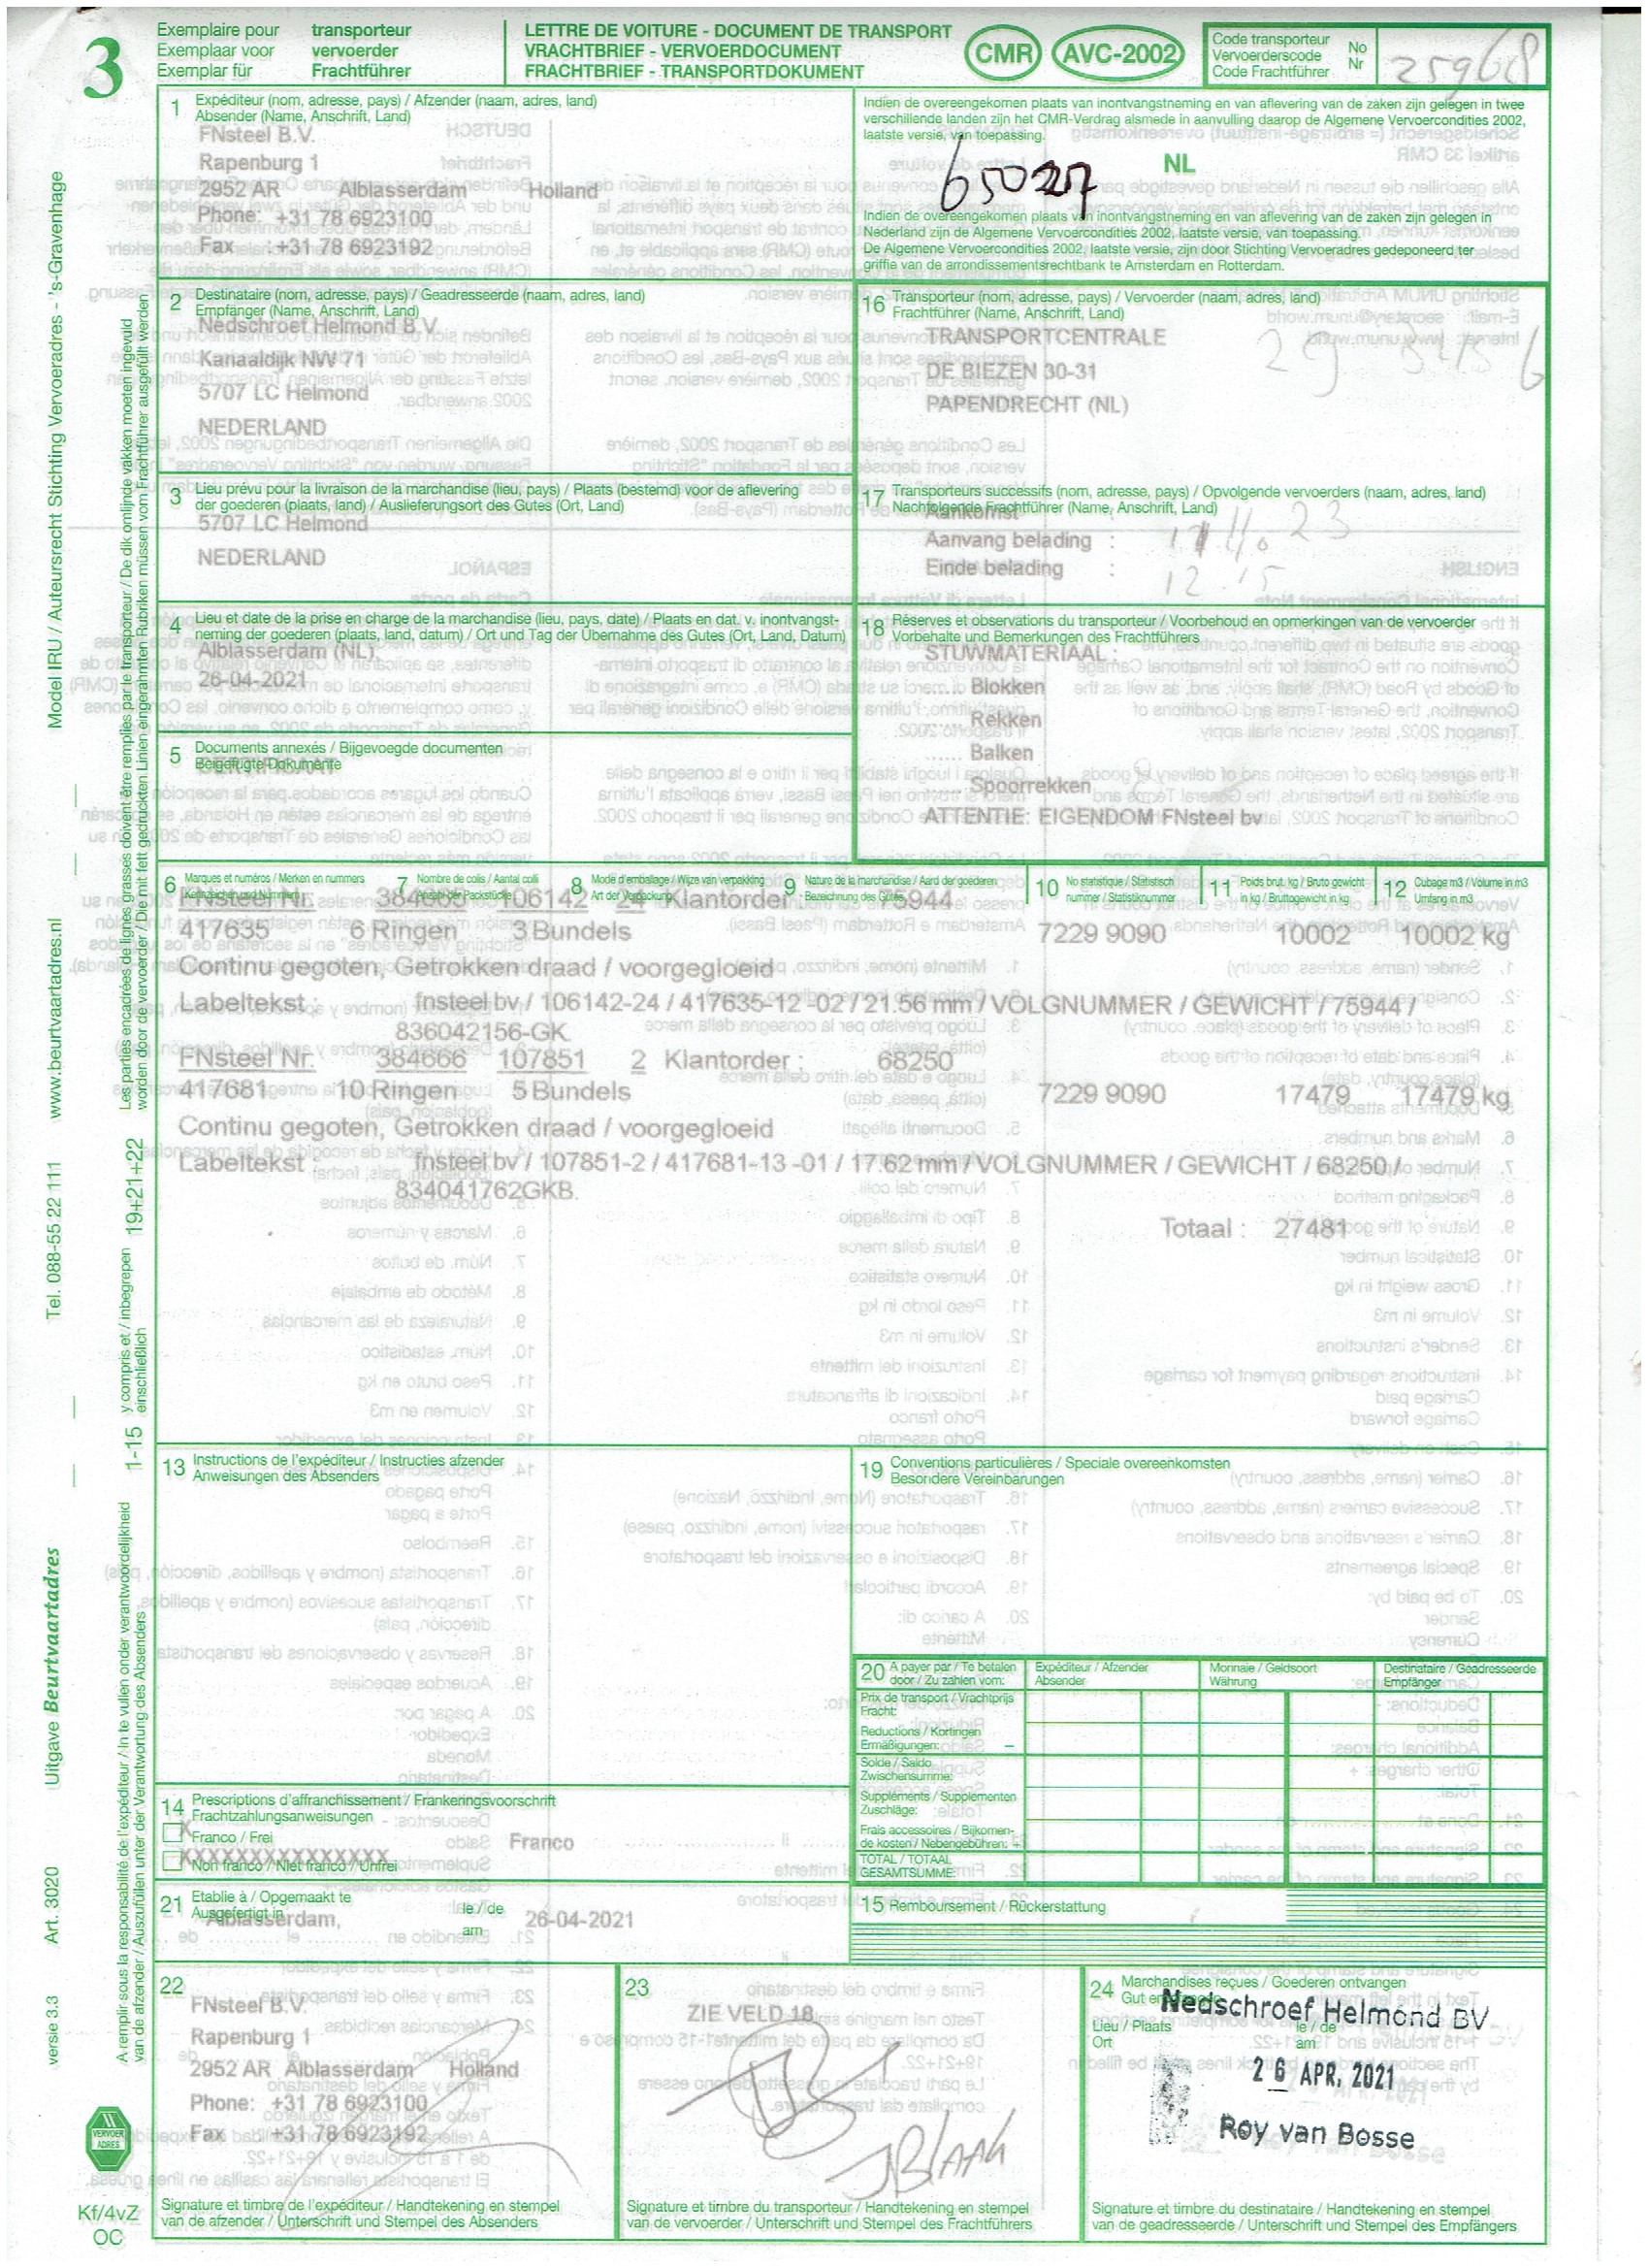 3
Exemplaire pour transporteur
Exemplaar voor vervoerder
Exemplar für Frachtführer
LETTRE DE VOITURE - DOCUMENT DE TRANSPORT
VRACHTBRIEF - VERVOERDOCUMENT
FRACHTBRIEF - TRANSPORTDOKUMENT
CMR AVC-2002
Code transporteur
Vervoerderscode
Code Frachtführer
No
Nr
25968
1 Expéditeur (nom, adresse, pays) / Afzender (naam, adres, land)
Absender (Name, Anschrift, Land)
FNsteel B.V.
Rapenburg 1
2952 AR Alblasserdam Holland
Phone: +31 78 6923100
Fax : +31 78 6923192
Indien de overeengekomen plaats van inontvangstneming en van aflevering van de zaken zijn gelegen in twee
verschillende landen zijn het CMR-Verdrag alsmede in aanvulling daarop de Algemene Vervoercondities 2002,
laatste versie, van toepassing.
NL
Indien de overeengekomen plaats van inontvangstneming en van aflevering van de zaken zijn gelegen in
Nederland zijn de Algemene Vervoercondities 2002, laatste versie, van toepassing.
De Algemene Vervoercondities 2002, laatste versie, zijn door Stichting Vervoeradres gedeponeerd ter
griffie van de arrondissementsrechtbank te Amsterdam en Rotterdam.
2 Destinataire (nom, adresse, pays) / Geadresseerde (naam, adres, land)
Empfänger (Name, Anschrift, Land)
Nedschroef Helmond B.V.
Kanaaldijk NW 71
5707 LC Helmond
NEDERLAND
16 Transporteur (nom, adresse, pays) / Vervoerder (naam, adres, land)
Frachtführer (Name, Anschrift, Land)
TRANSPORTCENTRALE
DE BIEZEN 30-31
PAPENDRECHT (NL)
3 Lieu prévu pour la livraison de la marchandise (lieu, pays) / Plaats (bestemd) voor de aflevering
der goederen (plaats, land) / Auslieferungsort des Gutes (Ort, Land)
5707 LC Helmond
NEDERLAND
17 Transporteurs successifs (nom, adresse, pays) / Opvolgende vervoerders (naam, adres, land)
Nachfolgende Frachtführer (Name, Anschrift, Land)
Aankomst
Aanvang belading :
Einde belading : 12.15
4 Lieu et date de la prise en charge de la marchandise (lieu, pays, date) / Plaats en dat. v. inontvangst-
neming der goederen (plaats, land, datum) / Ort und Tag der Übernahme des Gutes (Ort, Land, Datum)
Alblasserdam (NL)
26-04-2021
18 Réserves et observations du transporteur / Voorbehoud en opmerkingen van de vervoerder
Vorbehalte und Bemerkungen des Frachtführers
STUWMATERIAAL :
...... Blokken
...... Rekken
...... Balken
...... Spoorrekken
ATTENTIE: EIGENDOM FNsteel bv
5 Documents annexés / Bijgevoegde documenten
Beigefügte Dokumente
6 Marques et numéros / Merken en nummers
Kennzeichen und Nummern
7 Nombre de colis / Aantal colli
Anzahl der Packstücke
8 Mode d'emballage / Wijze van verpakking
Art der Verpackung
9 Nature de la marchandise / Aard der goederen
Bezeichnung des Gutes
10 No statistique / Statistisch
nummer / Statistiknummer
11 Poids brut. kg / Bruto gewicht
in kg / Bruttogewicht in kg
12 Cubage m3 / Volume in m3
Umfang in m3
FNsteel Nr. 384666 106142 24 Klantorder 75944
417635 6 Ringen 3 Bundels 7229 9090 10002 10002 kg
Continu gegoten, Getrokken draad / voorgegloeid
Labeltekst : fnsteel bv / 106142-24 / 417635-12 -02 / 21.56 mm / VOLGNUMMER / GEWICHT / 75944 /
836042156-GK.
FNsteel Nr. 384666 107851 2 Klantorder : 68250
417681 10 Ringen 5 Bundels 7229 9090 17479 17479 kg
Continu gegoten, Getrokken draad / voorgegloeid
Labeltekst : fnsteel bv / 107851-2 / 417681-13 -01 / 17.62 mm / VOLGNUMMER / GEWICHT / 68250 /
834041762GKB.
Totaal : 27481
13 Instructions de l'expéditeur / Instructies afzender
Anweisungen des Absenders
19 Conventions particulières / Speciale overeenkomsten
Besondere Vereinbarungen
20 A payer par / Te betalen
door / Zu zahlen vom:
Expéditeur / Afzender
Absender
Monnaie / Geldsoort
Währung
Destinataire / Geadresseerde
Empfänger
Prix de transport / Vrachtprijs
Fracht:
Reductions / Kortingen
Ermäßigungen: –
Solde / Saldo
Zwischensumme:
Suppléments / Supplementen
Zuschläge:
Frais accessoires / Bijkomen-
de kosten / Nebengebühren: +
TOTAL / TOTAAL
GESAMTSUMME:
14 Prescriptions d'affranchissement / Frankeringsvoorschrift
Frachtzahlungsanweisungen
X
Franco / Frei
Franco
XXXXXXXXXXXXXXX
Non franco / Niet franco / Unfrei
21 Etablie à / Opgemaakt te
Ausgefertigt in
Alblasserdam,
le / de
am
26-04-2021
15 Remboursement / Rückerstattung
22
FNsteel B.V.
Rapenburg 1
2952 AR Alblasserdam Holland
Phone: +31 78 6923100
Fax +31 78 6923192
Signature et timbre de l'expéditeur / Handtekening en stempel
van de afzender / Unterschrift und Stempel des Absenders
23
ZIE VELD 18
JBLAAK
Signature et timbre du transporteur / Handtekening en stempel
van de vervoerder / Unterschrift und Stempel des Frachtführers
24 Marchandises reçues / Goederen ontvangen
Gut empfangen
Nedschroef Helmond BV
Lieu / Plaats
Ort
le / de
am
26 APR. 2021
Roy van Bosse
Signature et timbre du destinataire / Handtekening en stempel
van de geadresseerde / Unterschrift und Stempel des Empfängers
Model IRU / Auteursrecht Stichting Vervoeradres - 's-Gravenhage
www.beurtvaartadres.nl
Tel. 088-55 22 111
Uitgave Beurtvaartadres
Art. 3020
versie 3.3
Les parties encadrées de lignes grasses doivent être remplies par le transporteur / De dik omlijnde vakken moeten ingevuld
worden door de vervoerder / Die mit fett gedruckten Linien eingerahmten Rubriken müssen vom Frachtführer ausgefüllt werden
19+21+22
y compris et / inbegrepen
einschließlich
1-15
A remplir sous la responsabilité de l'expéditeur / In te vullen onder verantwoordelijkheid
van de afzender / Auszufüllen unter der Verantwortung des Absenders
VERVOER
ADRES
Kf/4vZ
OC